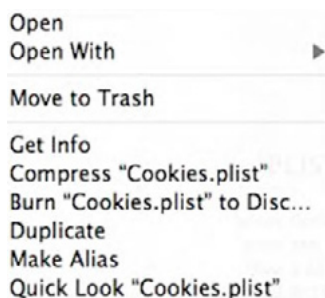 Open
Open With
Move to Trash
Get Info
Compress “Cookies.plist”
Burn “Cookies.plist” to Disc...
Duplicate
Make Alias
Quick Look “Cookies.plist”